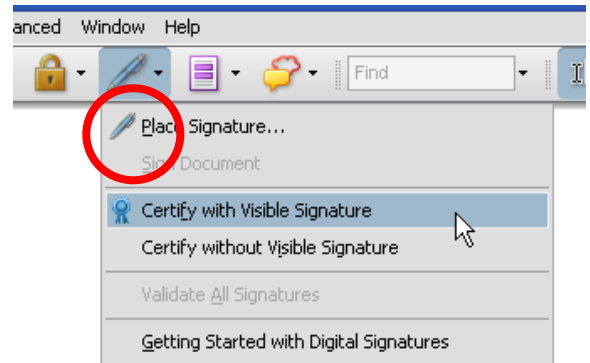 anced Window Help
Find
Place Signature...
Sign Document
Certify with Visible Signature
Certify without Visible Signature
Validate All Signatures
Getting Started with Digital Signatures